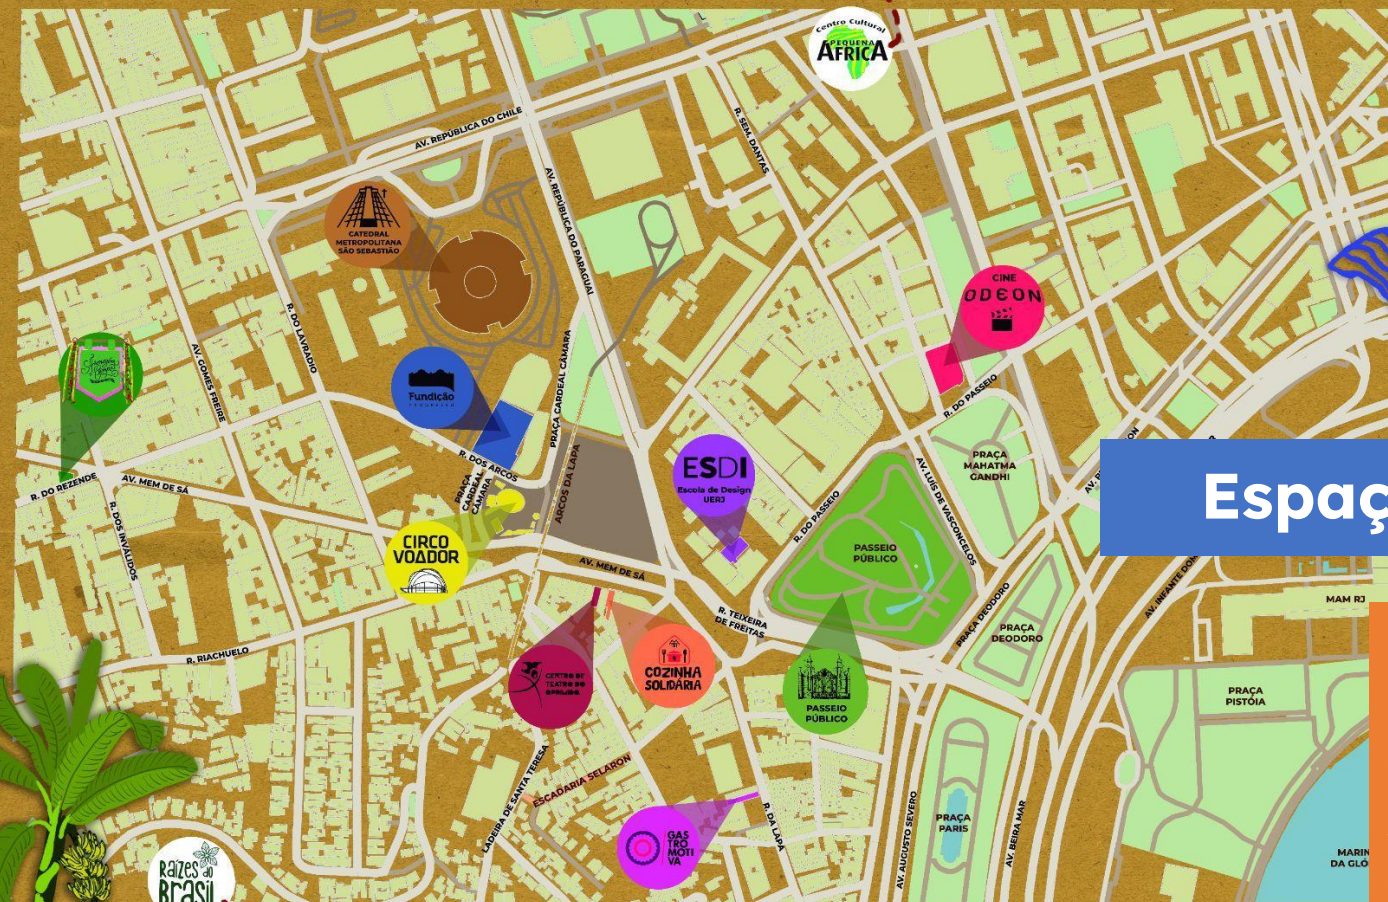 Centro Cultural
PEQUENA
ÁFRICA
AV. REPÚBLICA DO CHILE
R. SEM. DANTAS
AV. REPÚBLICA DO PARAGUAI
CATEDRAL
METROPOLITANA
SÃO SEBASTIÃO
CINE
ODEON
R. DO LAVRADIO
AV. GOMES FREIRE
PRAÇA CARDEAL CÂMARA
Fundição
R. DO PASSEIO
R. DOS ARCOS
PRAÇA
CARDEAL
CÂMARA
ARCOS DA LAPA
ESDI
Escola de Design
UERJ
PRAÇA
MAHATMA
GANDHI
AV. LUÍS DE VASCONCELOS
R. DO REZENDE
AV. MEM DE SÁ
R. DOS INVÁLIDOS
R. DO PASSEIO
Espaç
CIRCO
VOADOR
PASSEIO
PÚBLICO
AV. MEM DE SÁ
AV. INFANTE DOM
MAM RJ
R. TEIXEIRA
DE FREITAS
PRAÇA DEODORO
PRAÇA
DEODORO
R. RIACHUELO
CENTRO DE
TEATRO DO
OPRIMIDO
COZINHA
SOLIDÁRIA
PASSEIO
PÚBLICO
PRAÇA
PISTÓIA
LADEIRA DE SANTA TERESA
ESCADARIA SELARON
GAS
TRO
MOTI
VA
R. DA LAPA
AV. AUGUSTO SEVERO
PRAÇA
PARIS
AV. BEIRA MAR
MARIN
DA GLÓ
Raízes do
BRasil